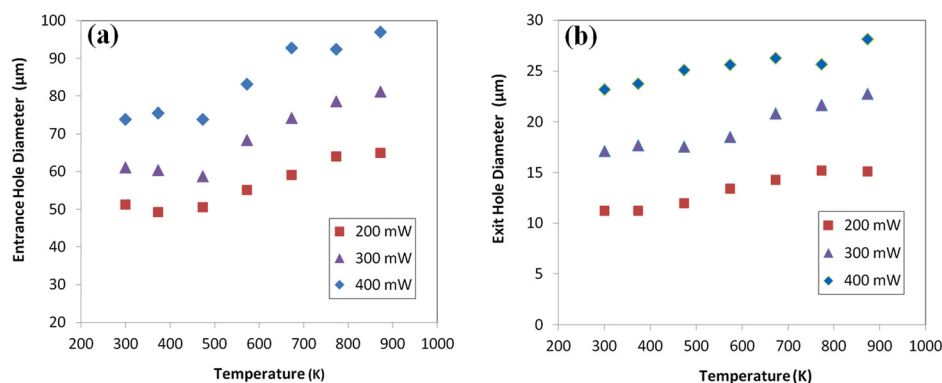 (a)
Entrance Hole Diameter (µm)
100
90
80
70
60
50
40
30
20
200 300 400 500 600 700 800 900 1000
Temperature (K)
200 mW
300 mW
400 mW
(b)
Exit Hole Diameter (µm)
30
25
20
15
10
5
0
200 300 400 500 600 700 800 900 1000
Temperature (K)
200 mW
300 mW
400 mW